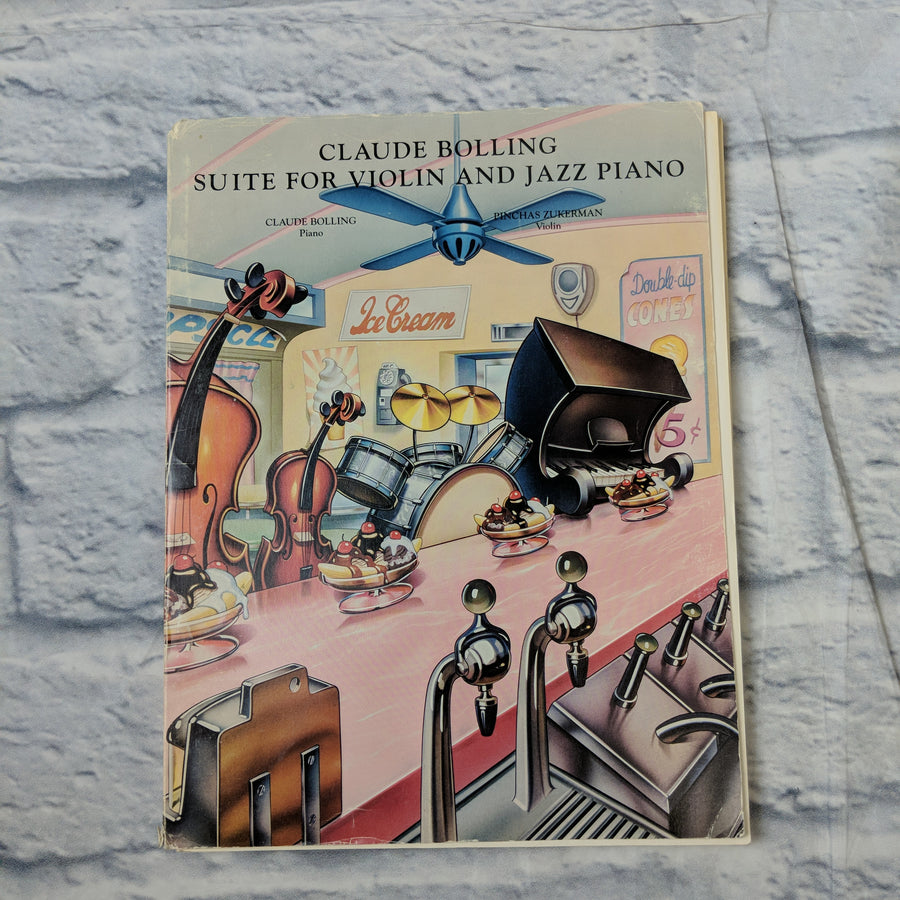 CLAUDE BOLLING
SUITE FOR VIOLIN AND JAZZ PIANO
CLAUDE BOLLING
Piano
PINCHAS ZUKERMAN
Violin
Ice Cream
Double-dip
CONES
5¢